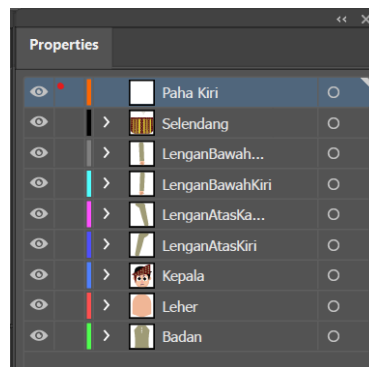 Properties
Paha Kiri
Selendang
LenganBawah...
LenganBawahKiri
LenganAtasKa...
LenganAtasKiri
Kepala
Leher
Badan